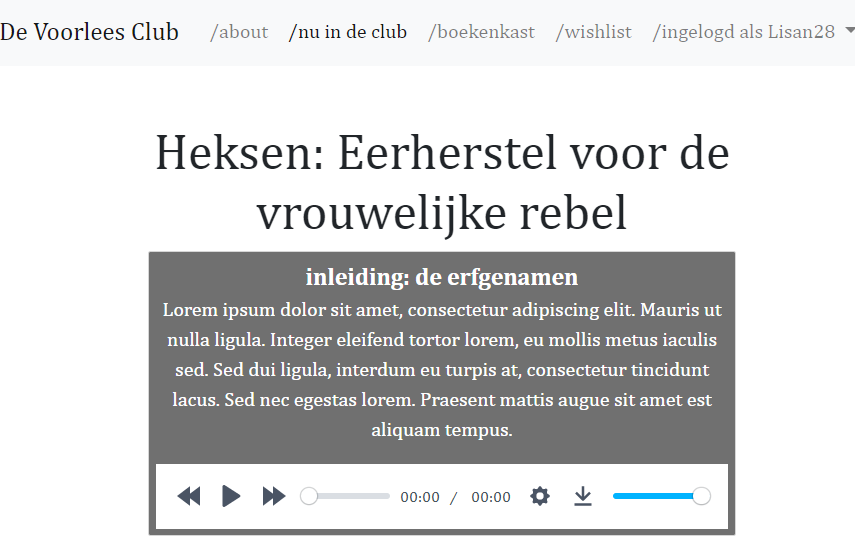 De Voorlees Club /about /nu in de club /boekenkast /wishlist /ingelogd als Lisan28
Heksen: Eerherstel voor de
vrouwelijke rebel
inleiding: de erfgenamen
Lorem ipsum dolor sit amet, consectetur adipiscing elit. Mauris ut
nulla ligula. Integer eleifend tortor lorem, eu mollis metus iaculis
sed. Sed dui ligula, interdum eu turpis at, consectetur tincidunt
lacus. Sed nec egestas lorem. Praesent mattis augue sit amet est
aliquam tempus.
00:00 / 00:00